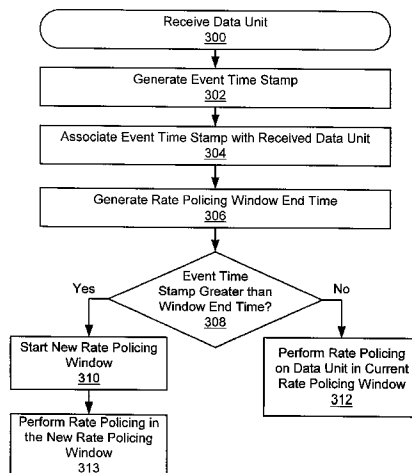 Receive Data Unit
300
Generate Event Time Stamp
302
Associate Event Time Stamp with Received Data Unit
304
Generate Rate Policing Window End Time
306
Event Time
Stamp Greater than
Window End Time?
308
Yes
No
Start New Rate Policing
Window
310
Perform Rate Policing
on Data Unit in Current
Rate Policing Window
312
Perform Rate Policing in
the New Rate Policing
Window
313